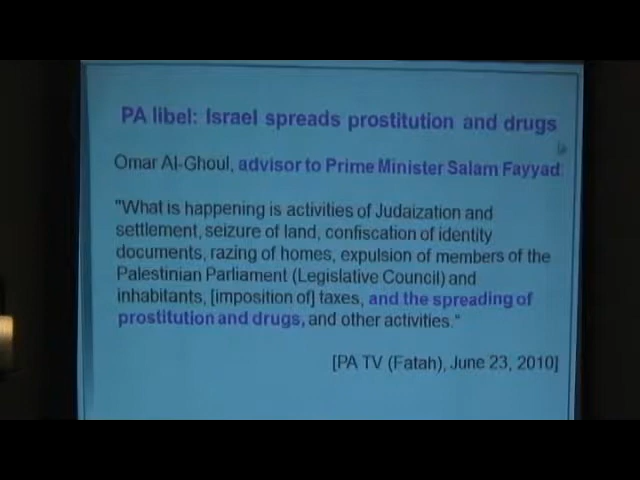 PA libel: Israel spreads prostitution and drugs
Omar Al-Ghoul, advisor to Prime Minister Salam Fayyad:
"What is happening is activities of Judaization and
settlement, seizure of land, confiscation of identity
documents, razing of homes, expulsion of members of the
Palestinian Parliament (Legislative Council) and
inhabitants, [imposition of] taxes, and the spreading of
prostitution and drugs, and other activities."
[PA TV (Fatah), June 23, 2010]